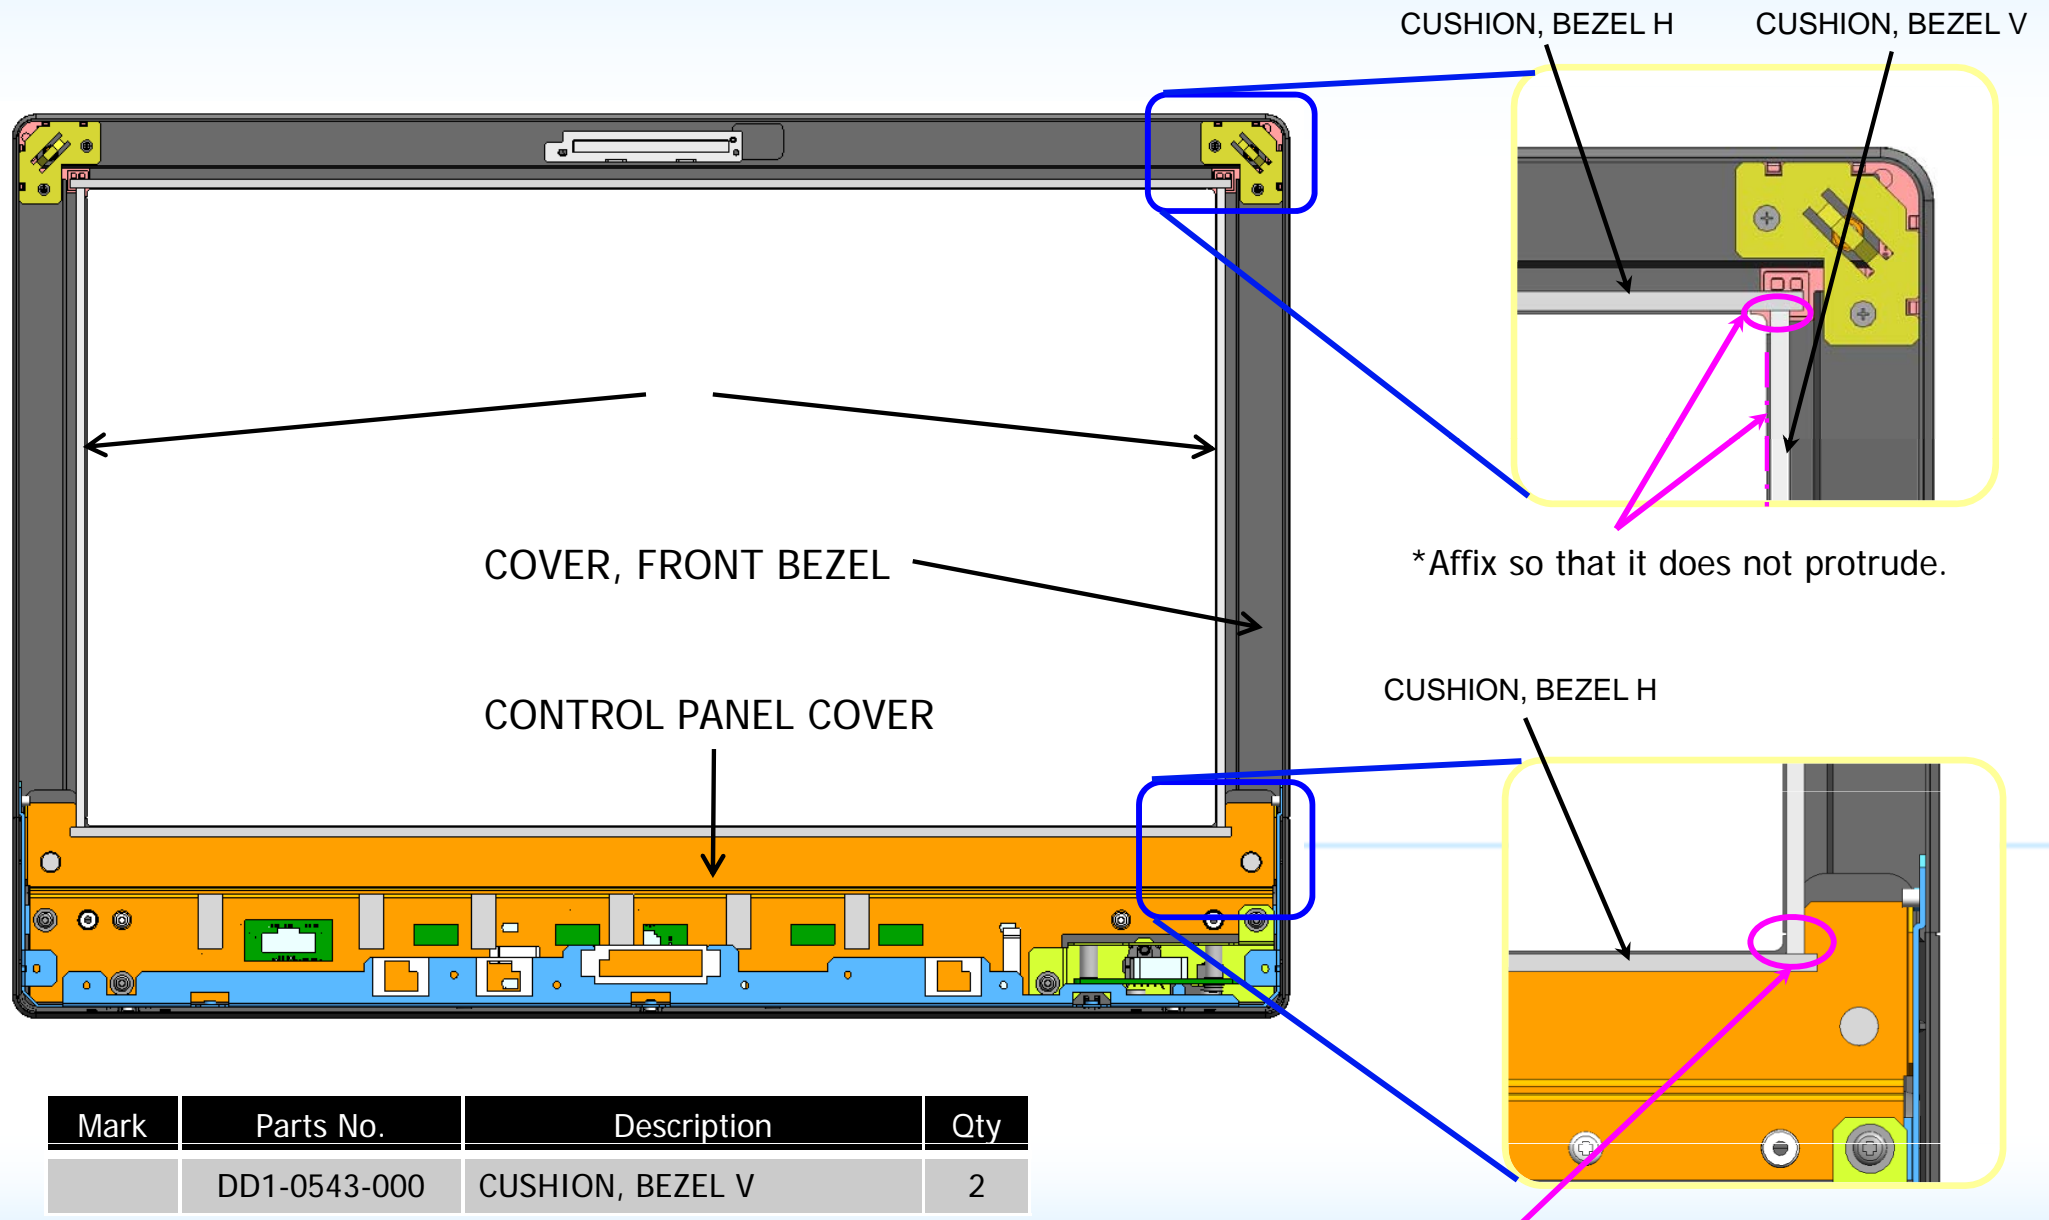 CUSHION, BEZEL H
CUSHION, BEZEL V
COVER, FRONT BEZEL
*Affix so that it does not protrude.
CUSHION, BEZEL H
CONTROL PANEL COVER
Mark Parts No. Description Qty
DD1-0543-000 CUSHION, BEZEL V 2